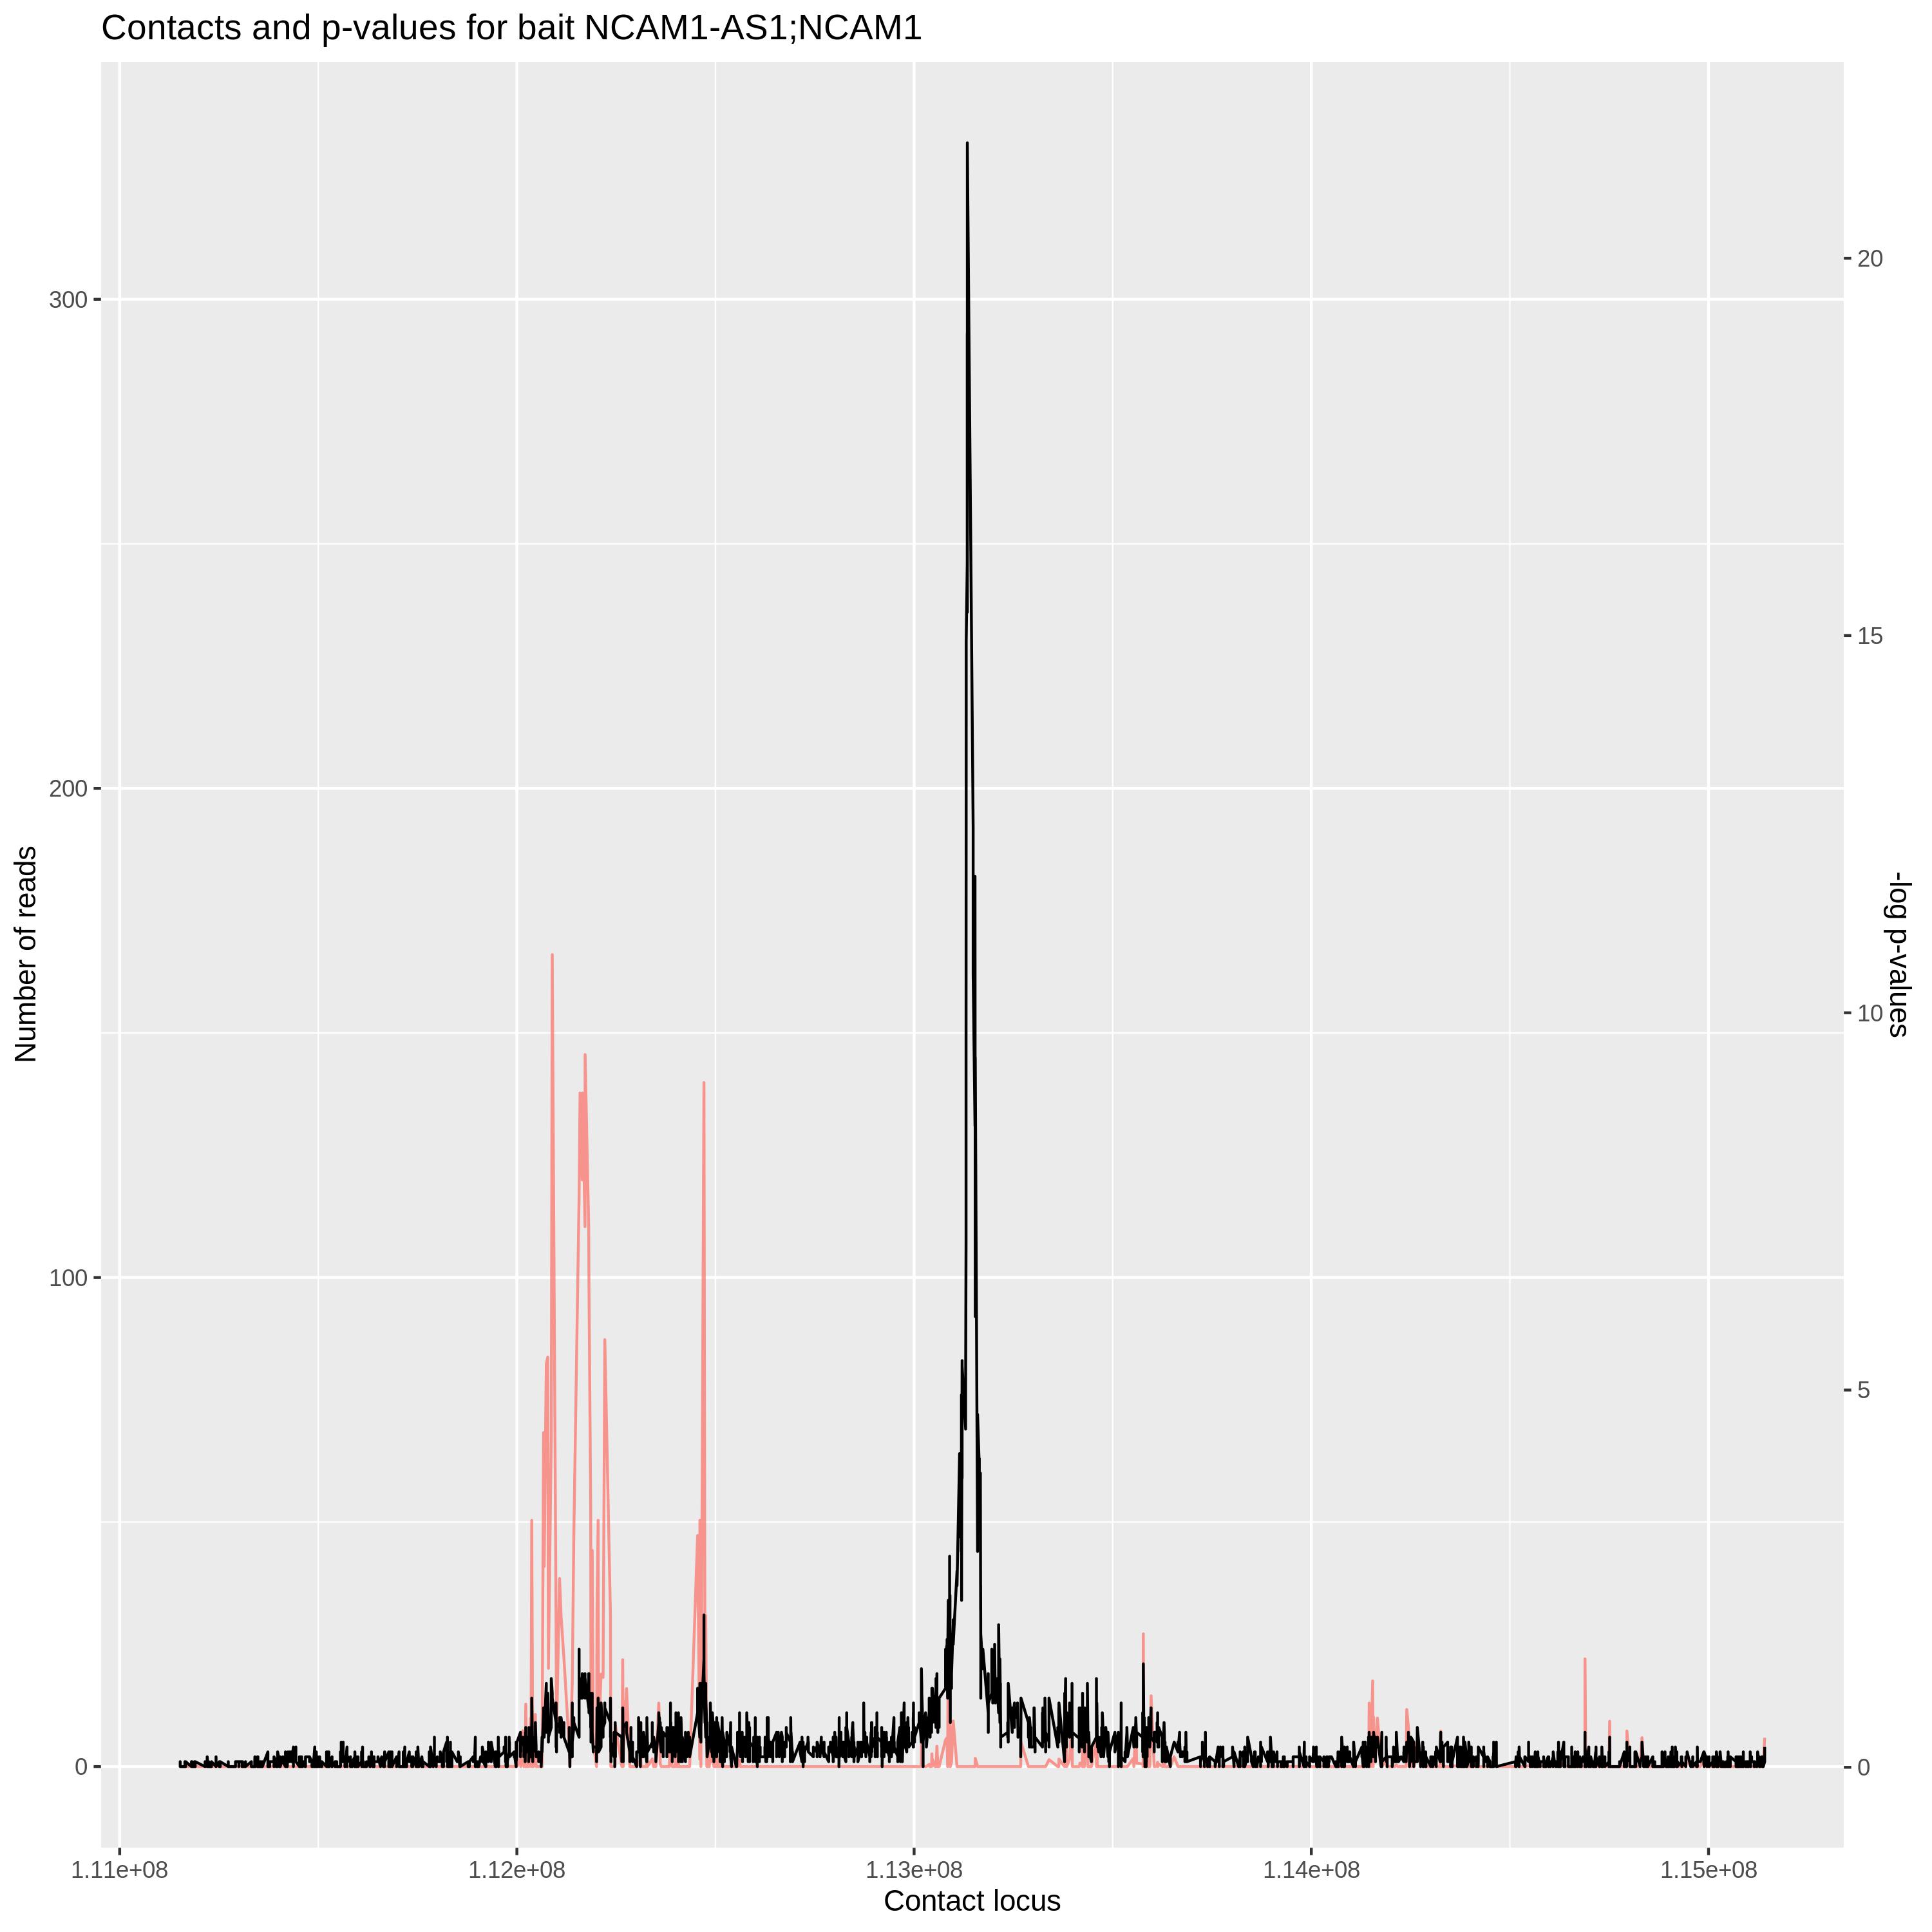 Contacts and p-values for bait NCAM1-AS1;NCAM1
300
200
100
0
Number of reads
20
15
10
5
0
-log p-values
1.11e+08
1.12e+08
1.13e+08
1.14e+08
1.15e+08
Contact locus